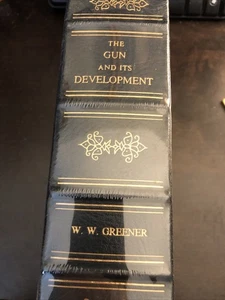 THE
GUN
AND ITS
DEVELOPMENT
W. W. GREENER